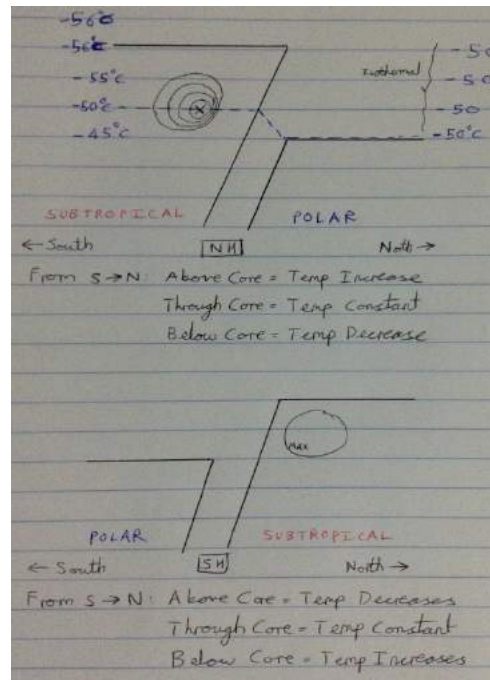 -56°c
-56°c - 50
-55°c Isothermal - 50
-50°c x - 50
-45°c - 50°c
SUBTROPICAL POLAR
← South NH North →
From S → N: Above Core = Temp Increase
Through Core = Temp Constant
Below Core = Temp Decrease
Max
POLAR SUBTROPICAL
← South SH North →
From S → N: Above Core = Temp Decreases
Through Core = Temp Constant
Below Core = Temp Increases